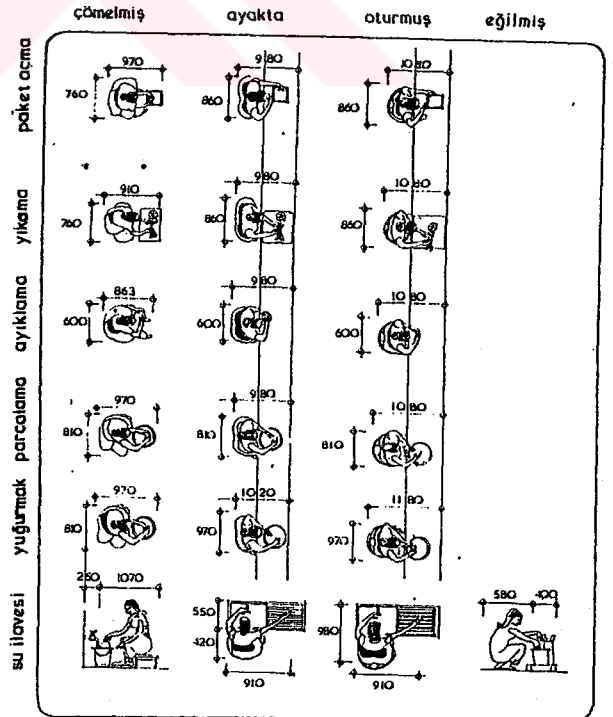 çömelmiş ayakta oturmuş eğilmiş
paket açma
970 980 1080
760 860 860
yıkama
910 980 1080
760 860 860
ayıklama
863 980 1080
600 600 600
parçalama
970 980 1080
810 810 810
yuğurmak
970 1020 1180
810 970 970
su ilavesi
260 1070 550 420 910 980 910 580 400